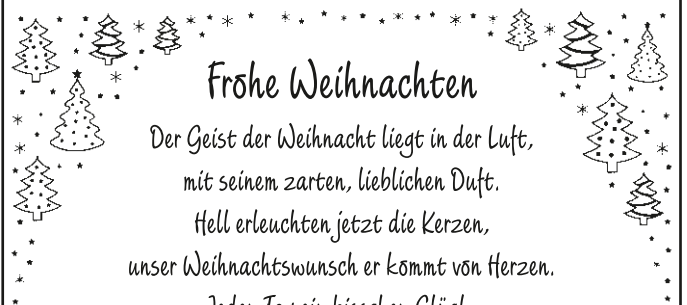 Frohe Weihnachten
Der Geist der Weihnacht liegt in der Luft,
mit seinem zarten, lieblichen Duft.
Hell erleuchten jetzt die Kerzen,
unser Weihnachtswunsch er kommt von Herzen.